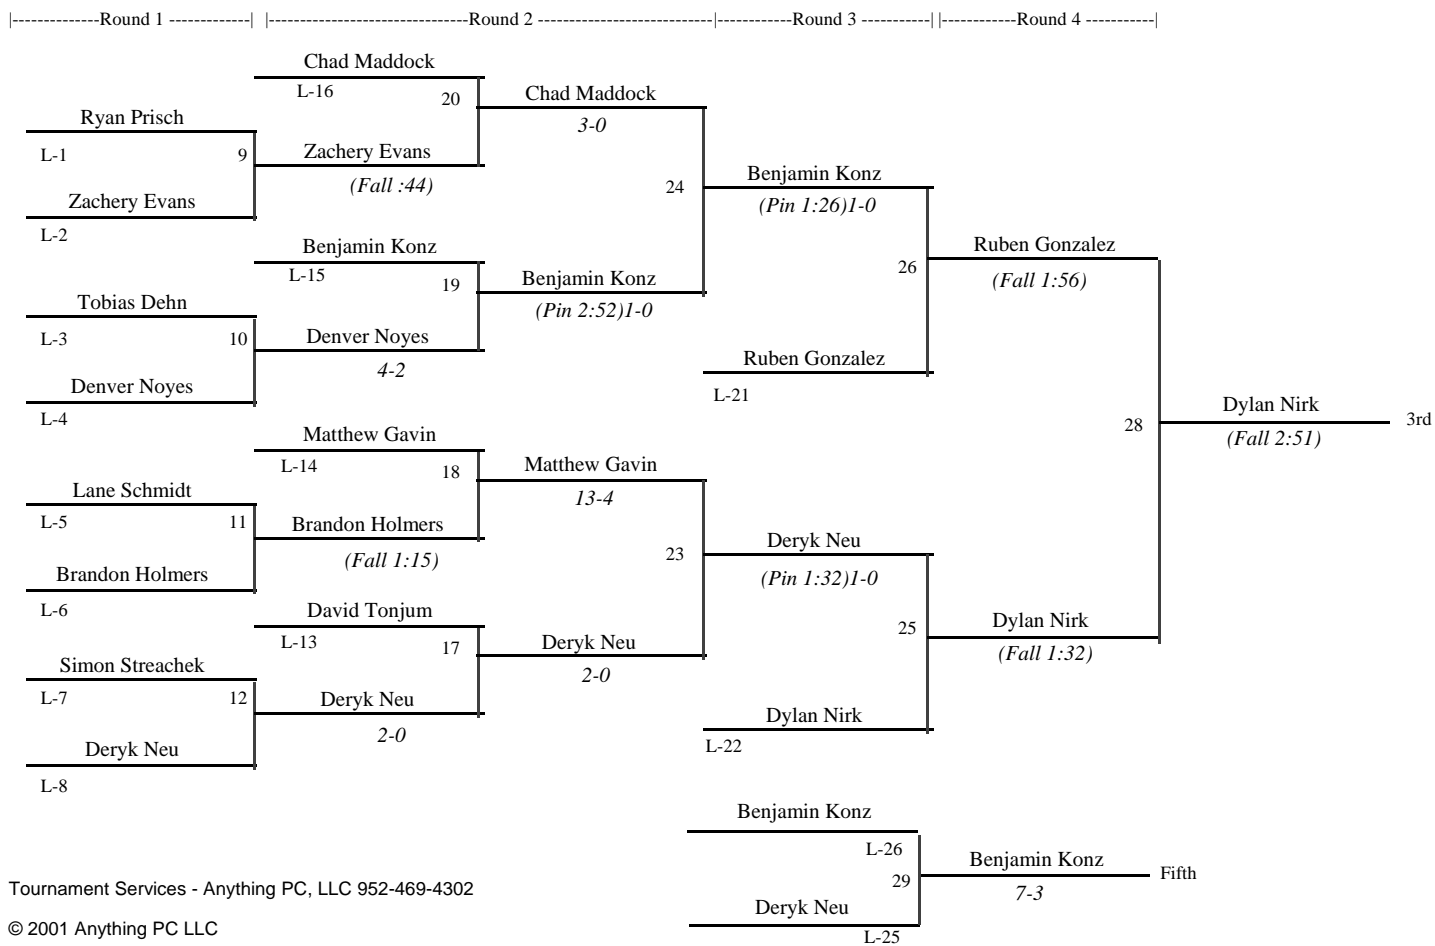 |--------------Round 1 -------------| |-----------------------------Round 2 --------------------------|-----------Round 3 -----------| |-----------Round 4 -----------|
Chad Maddock
L-16 20
Chad Maddock
3-0
Ryan Prisch
L-1 9
Zachery Evans
(Fall :44)
24
Benjamin Konz
(Pin 1:26)1-0
Zachery Evans
L-2
Benjamin Konz
L-15 19
Ruben Gonzalez
(Fall 1:56)
26
Benjamin Konz
(Pin 2:52)1-0
Tobias Dehn
L-3 10
Denver Noyes
4-2
Ruben Gonzalez
L-21
Denver Noyes
L-4
Dylan Nirk
(Fall 2:51)
3rd
28
Matthew Gavin
L-14 18
Matthew Gavin
13-4
Lane Schmidt
L-5 11
Brandon Holmers
(Fall 1:15)
23
Deryk Neu
(Pin 1:32)1-0
Brandon Holmers
L-6
David Tonjum
L-13 17
25
Dylan Nirk
(Fall 1:32)
Deryk Neu
2-0
Simon Streachek
L-7 12
Deryk Neu
2-0
Dylan Nirk
L-22
Deryk Neu
L-8
Benjamin Konz
L-26
29
Benjamin Konz
7-3
Fifth
Deryk Neu
L-25
Tournament Services - Anything PC, LLC 952-469-4302
© 2001 Anything PC LLC